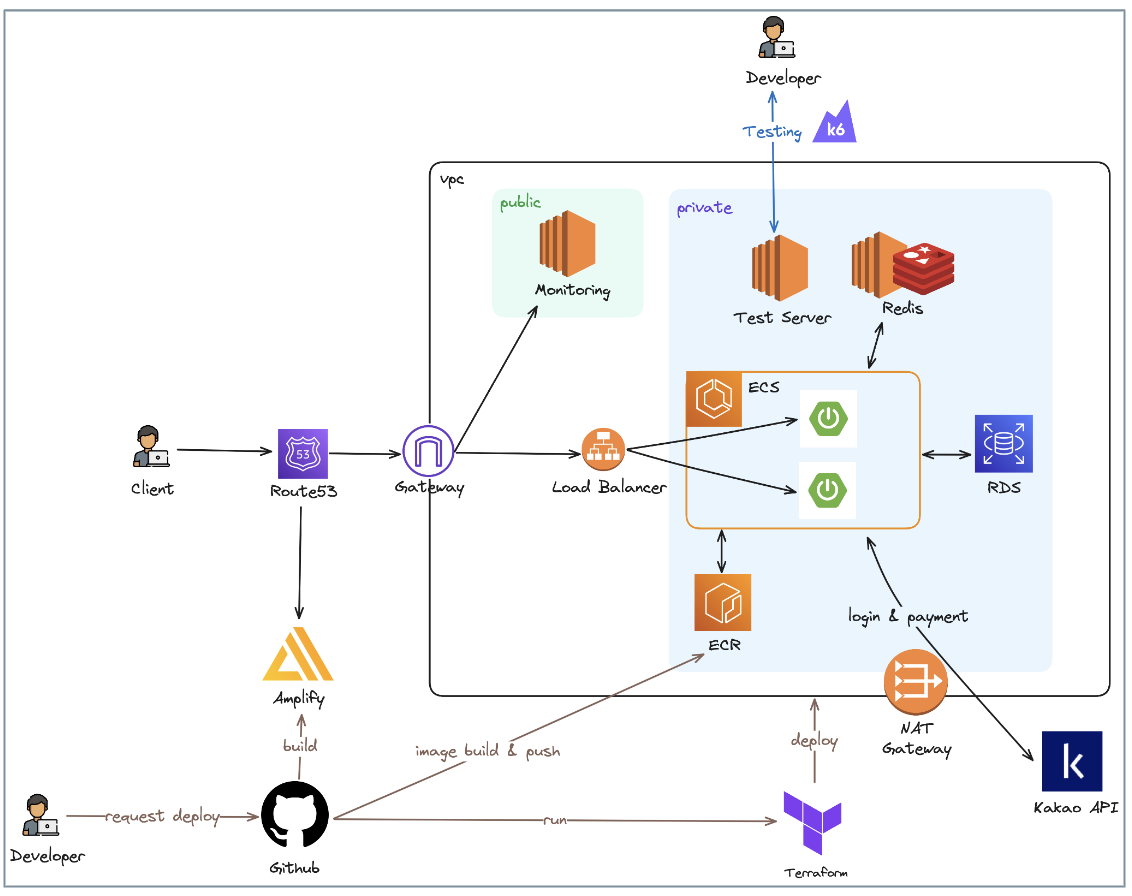 Developer
Testing
k6
vpc
public
private
Monitoring
Test Server
Redis
ECS
53
Client
Route53
Gateway
Load Balancer
RDS
login & payment
ECR
Amplify
NAT
Gateway
build
image build & push
deploy
k
Kakao API
request deploy
run
Developer
Github
Terraform